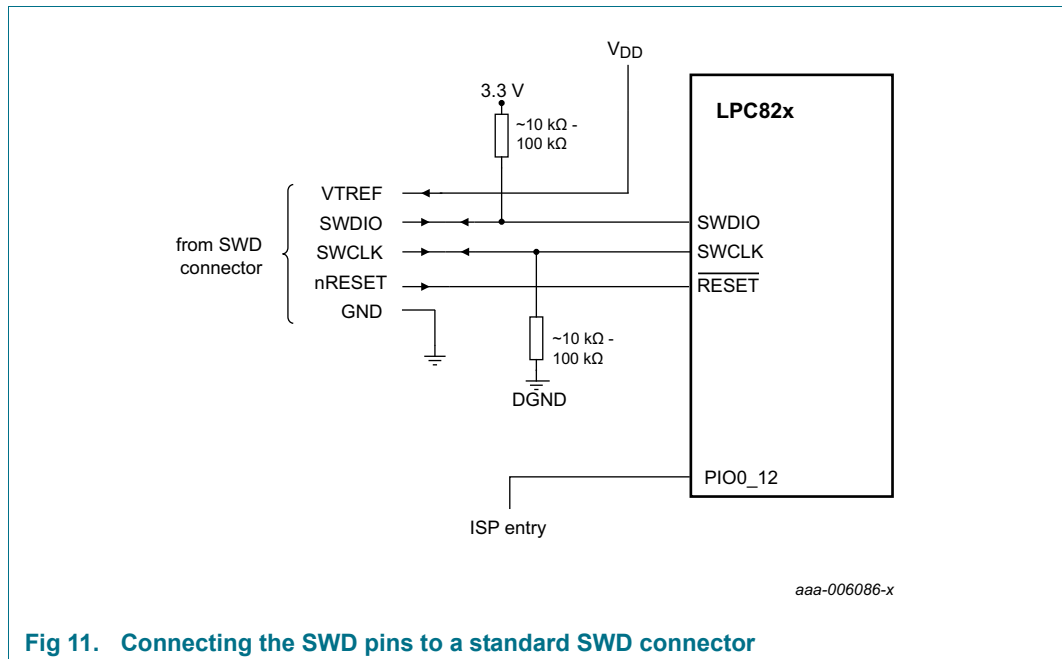 VDD
3.3 V
~10 kΩ -
100 kΩ
LPC82x
VTREF
SWDIO
SWCLK
nRESET
GND
from SWD
connector
SWDIO
SWCLK
RESET
~10 kΩ -
100 kΩ
DGND
PIO0_12
ISP entry
aaa-006086-x
Fig 11. Connecting the SWD pins to a standard SWD connector